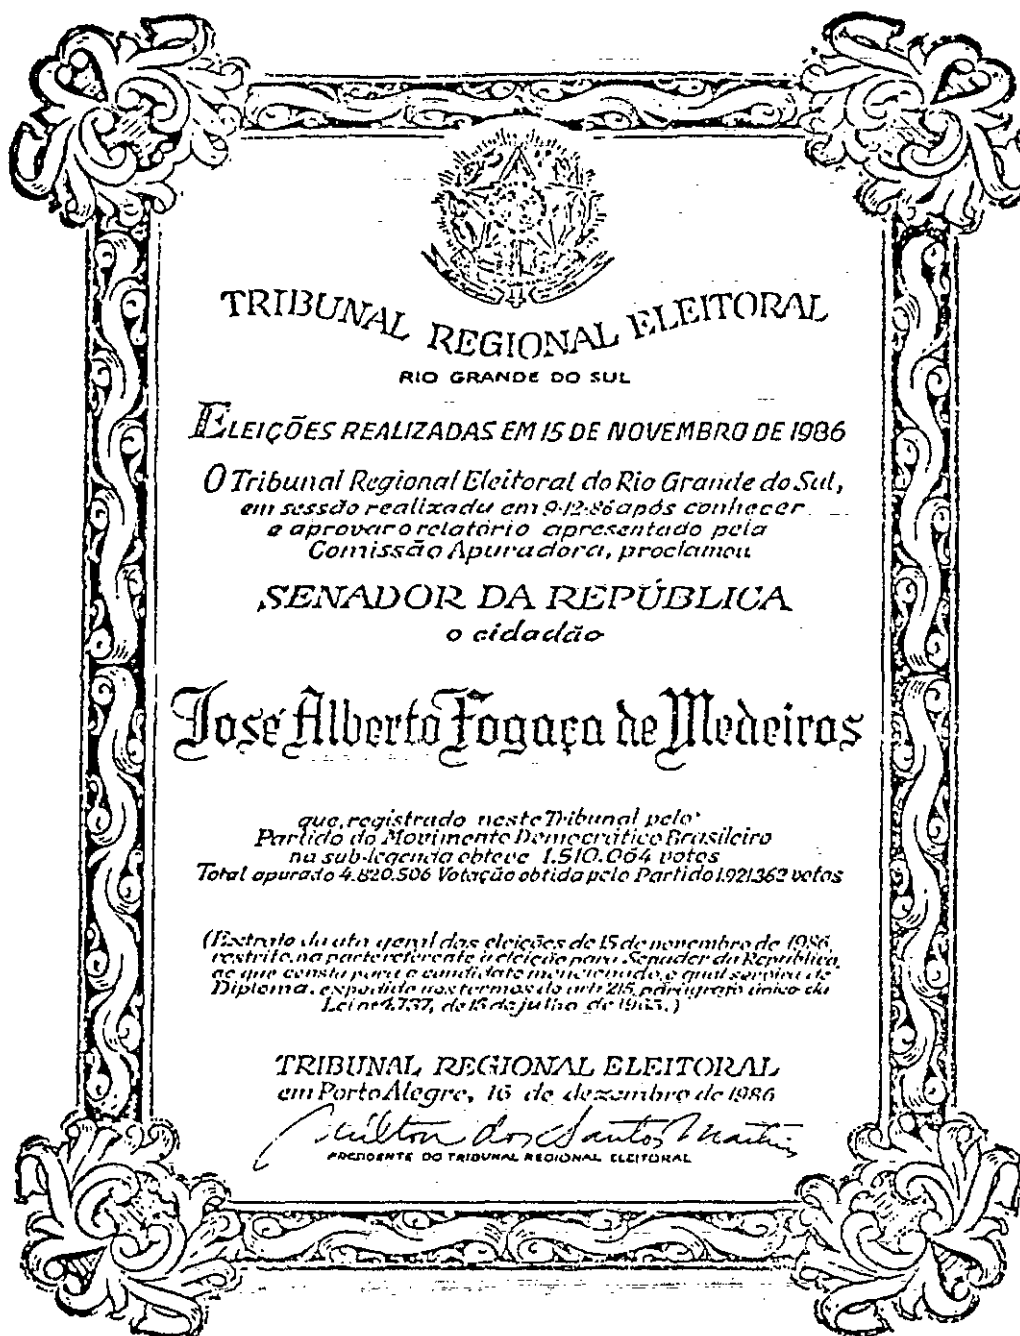 TRIBUNAL REGIONAL ELEITORAL
RIO GRANDE DO SUL
ELEIÇÕES REALIZADAS EM 15 DE NOVEMBRO DE 1986
O Tribunal Regional Eleitoral do Rio Grande do Sul,
em sessão realizada em 9-12-86 após conhecer
e aprovar o relatório apresentado pela
Comissão Apuradora, proclamou
SENADOR DA REPÚBLICA
o cidadão
José Alberto Fogaça de Medeiros
que, registrado neste Tribunal pelo
Partido do Movimento Democrático Brasileiro
na sub-legenda obteve 1.510.064 votos
Total apurado 4.820.506 Votação obtida pelo Partido 1.921.362 votos
(Extrato da ata geral das eleições de 15 de novembro de 1986,
restrito, na parte referente à eleição para Senador da República,
ao que consta para o candidato mencionado, o qual servirá de
Diploma, expedido nos termos do art. 215, parágrafo único da
Lei nº 4.737, de 15 de julho de 1965.)
TRIBUNAL REGIONAL ELEITORAL
em Porto Alegre, 16 de dezembro de 1986
Milton dos Santos Martins
PRESIDENTE DO TRIBUNAL REGIONAL ELEITORAL